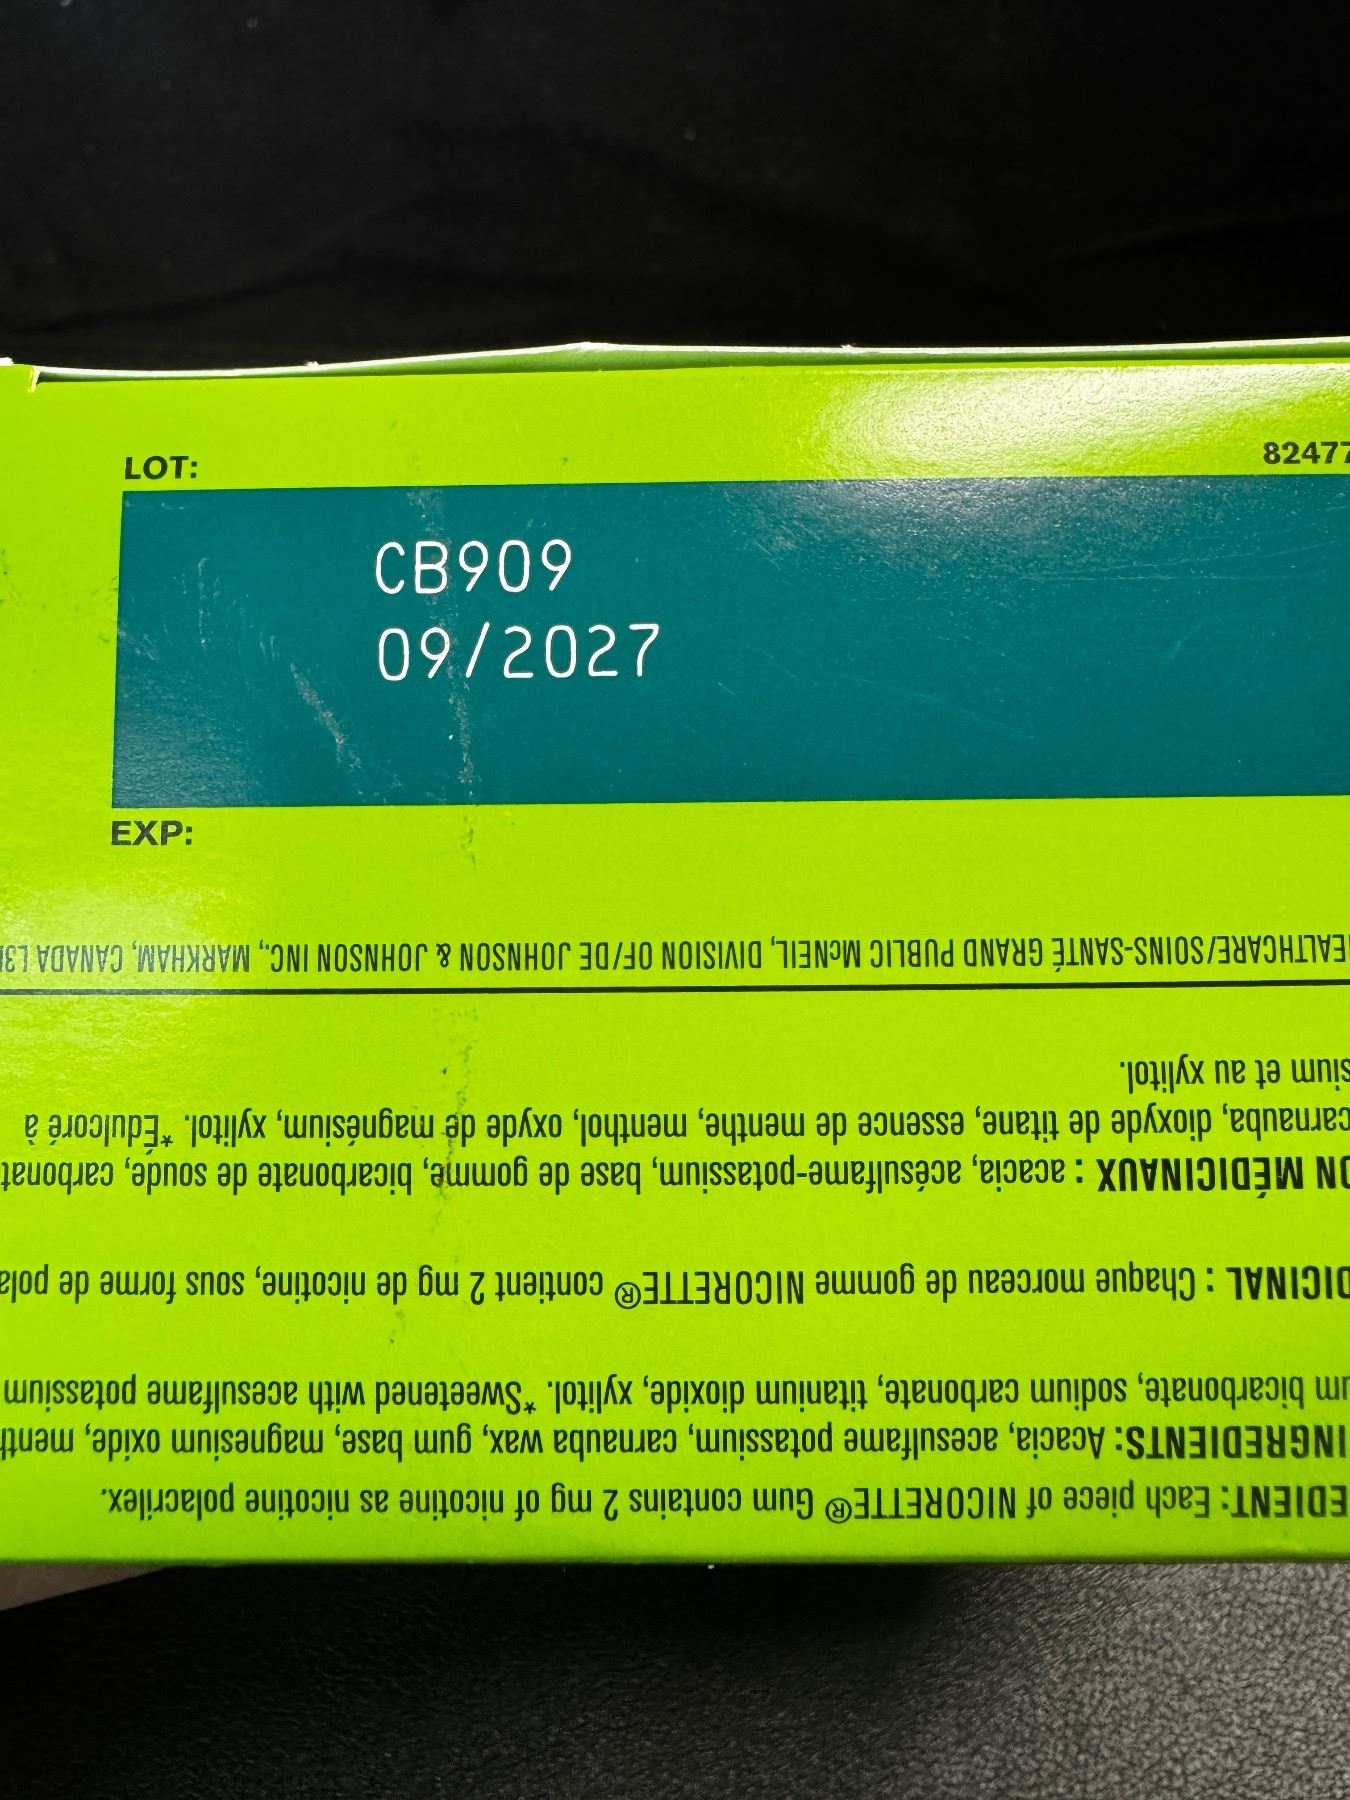 LOT:
82477
CB909
09/2027
EXP:
EDIENT: Each piece of NICORETTE® Gum contains 2 mg of nicotine as nicotine polacrilex.
INGREDIENTS: Acacia, acesulfame potassium, carnauba wax, gum base, magnesium oxide, menth
um bicarbonate, sodium carbonate, titanium dioxide, xylitol. *Sweetened with acesulfame potassium
DICINAL : Chaque morceau de gomme NICORETTE® contient 2 mg de nicotine, sous forme de pola
ON MÉDICINAUX : acacia, acésulfame-potassium, base de gomme, bicarbonate de soude, carbonat
carnauba, dioxyde de titane, essence de menthe, menthol, oxyde de magnésium, xylitol. *Édulcoré à
sium et au xylitol.
EALTHCARE/SOINS-SANTÉ GRAND PUBLIC McNEIL, DIVISION OF/DE JOHNSON & JOHNSON INC., MARKHAM, CANADA L3